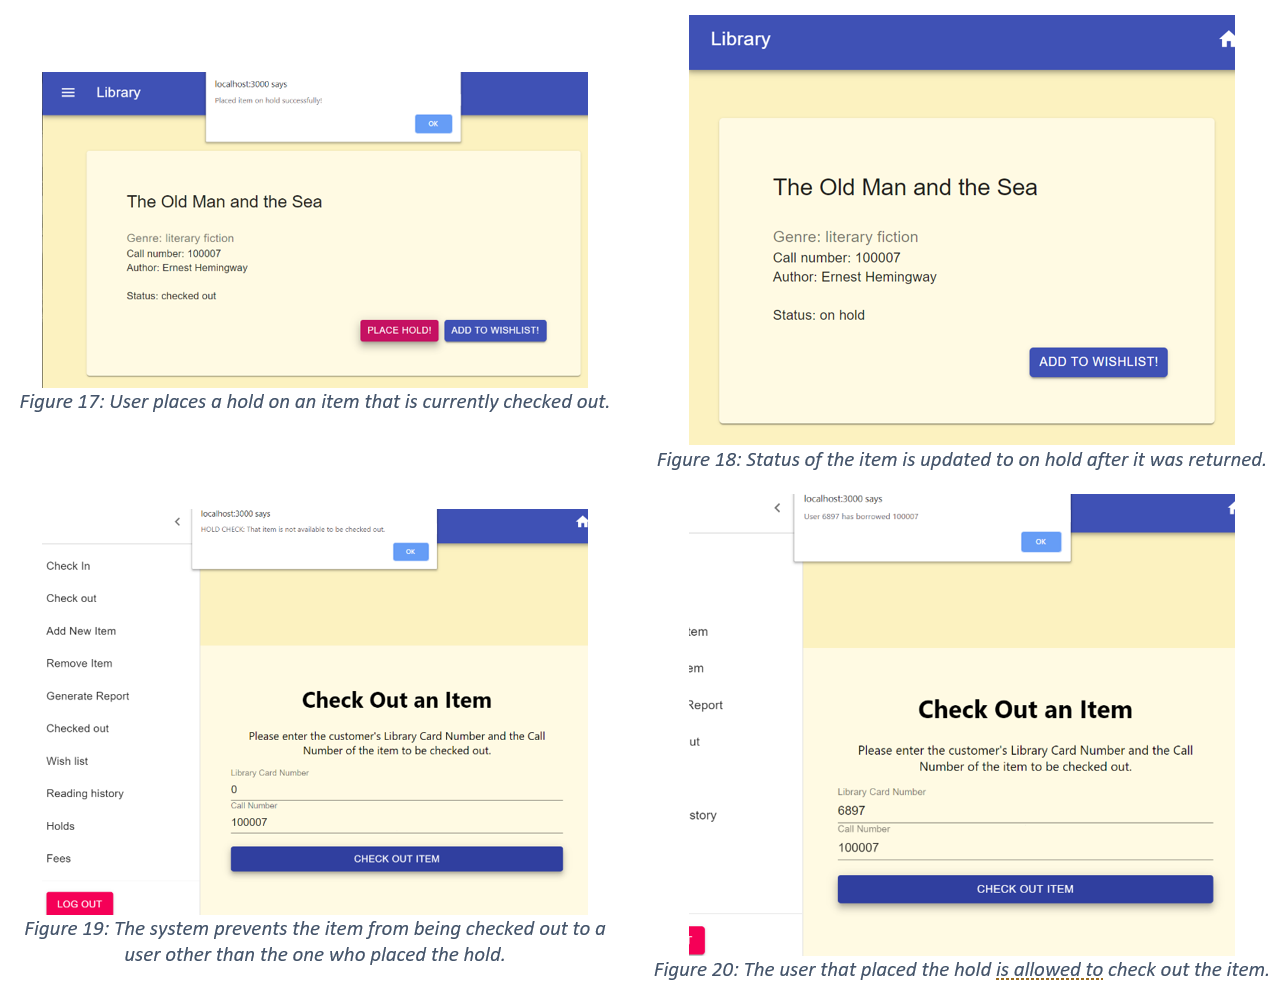 Library
localhost:3000 says
Placed item on hold successfully!
OK
The Old Man and the Sea
Genre: literary fiction
Call number: 100007
Author: Ernest Hemingway
Status: checked out
PLACE HOLD!
ADD TO WISHLIST!
Figure 17: User places a hold on an item that is currently checked out.
Library
The Old Man and the Sea
Genre: literary fiction
Call number: 100007
Author: Ernest Hemingway
Status: on hold
ADD TO WISHLIST!
Figure 18: Status of the item is updated to on hold after it was returned.
localhost:3000 says
HOLD CHECK: That item is not available to be checked out.
OK
Check In
Check out
Add New Item
Remove Item
Generate Report
Checked out
Wish list
Reading history
Holds
Fees
LOG OUT
Check Out an Item
Please enter the customer's Library Card Number and the Call
Number of the item to be checked out.
Library Card Number
0
Call Number
100007
CHECK OUT ITEM
Figure 19: The system prevents the item from being checked out to a
user other than the one who placed the hold.
localhost:3000 says
User 6897 has borrowed 100007
OK
tem
em
Report
ut
story
T
Check Out an Item
Please enter the customer's Library Card Number and the Call
Number of the item to be checked out.
Library Card Number
6897
Call Number
100007
CHECK OUT ITEM
Figure 20: The user that placed the hold is allowed to check out the item.